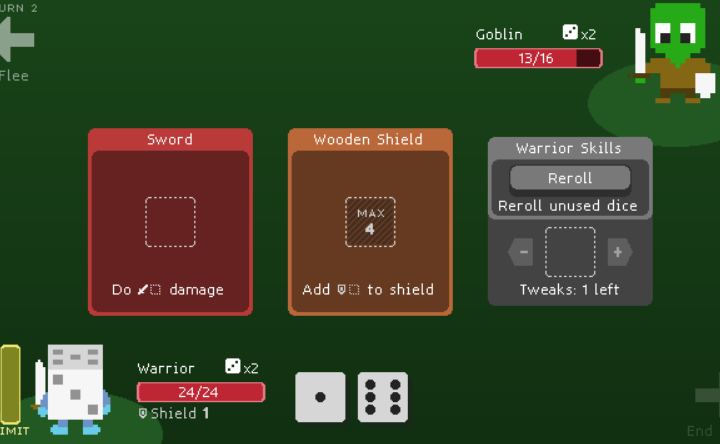 URN 2
Flee
Goblin x2
13/16
Sword
Do damage
Wooden Shield
MAX
4
Add to shield
Warrior Skills
Reroll
Reroll unused dice
- +
Tweaks: 1 left
Warrior x2
24/24
Shield 1
IMIT
End